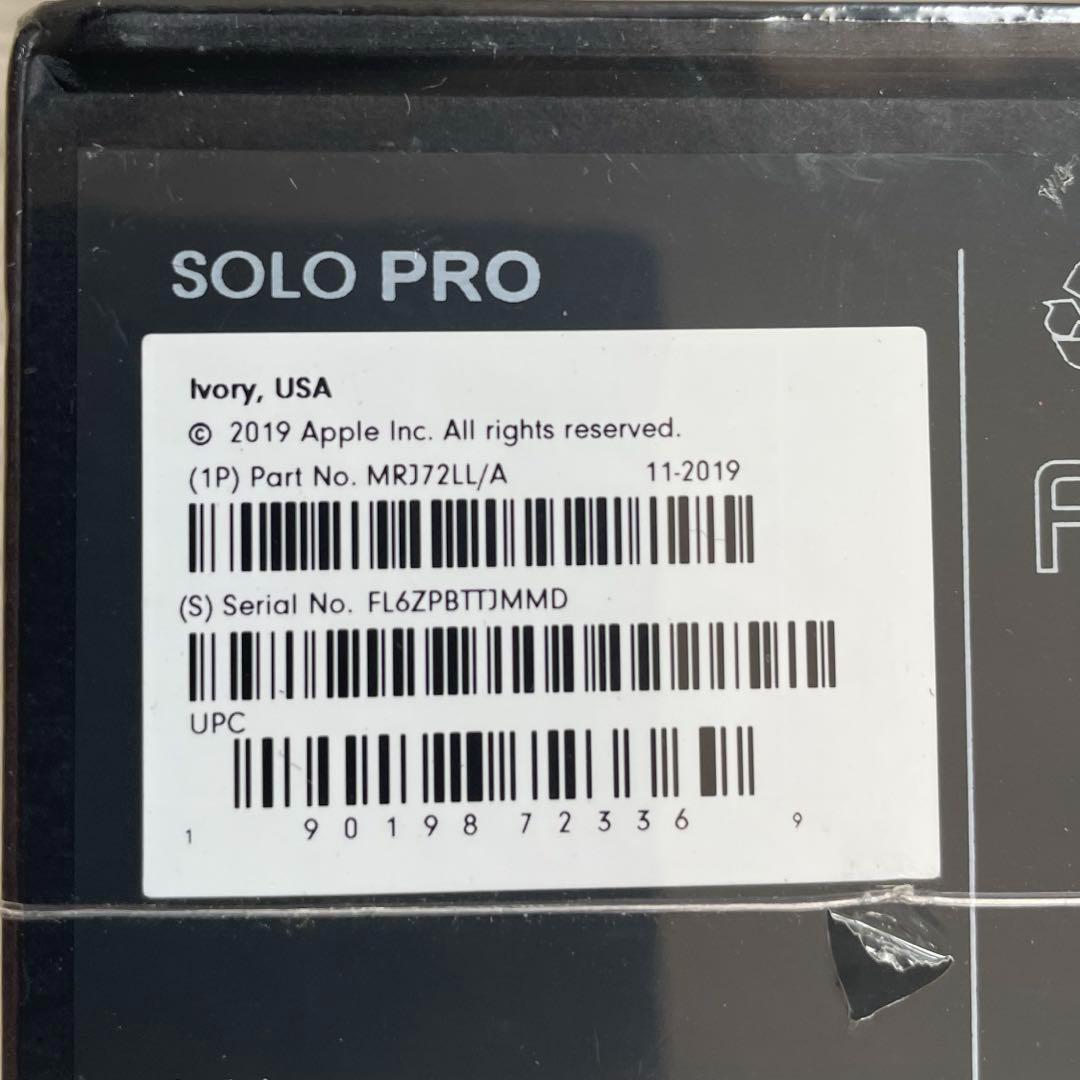 SOLO PRO
Ivory, USA
© 2019 Apple Inc. All rights reserved.
(1P) Part No. MRJ72LL/A 11-2019
(S) Serial No. FL6ZPBTTJMMD
UPC
1 90198 72336 9